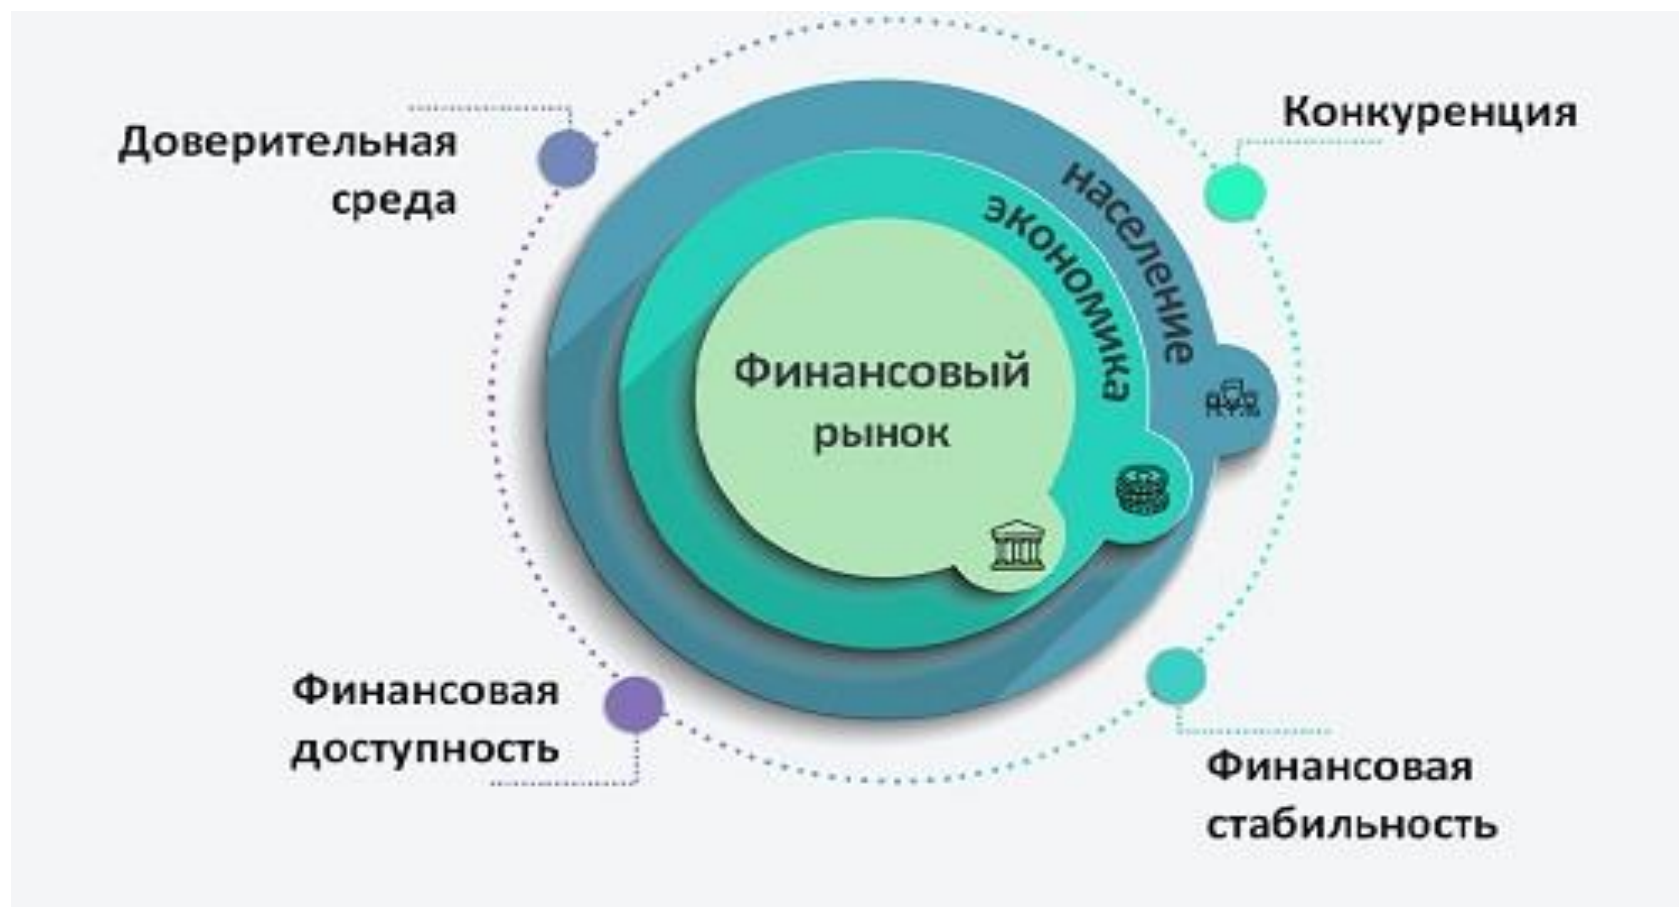 Доверительная
среда
Конкуренция
население
экономика
Финансовый
рынок
Финансовая
доступность
Финансовая
стабильность